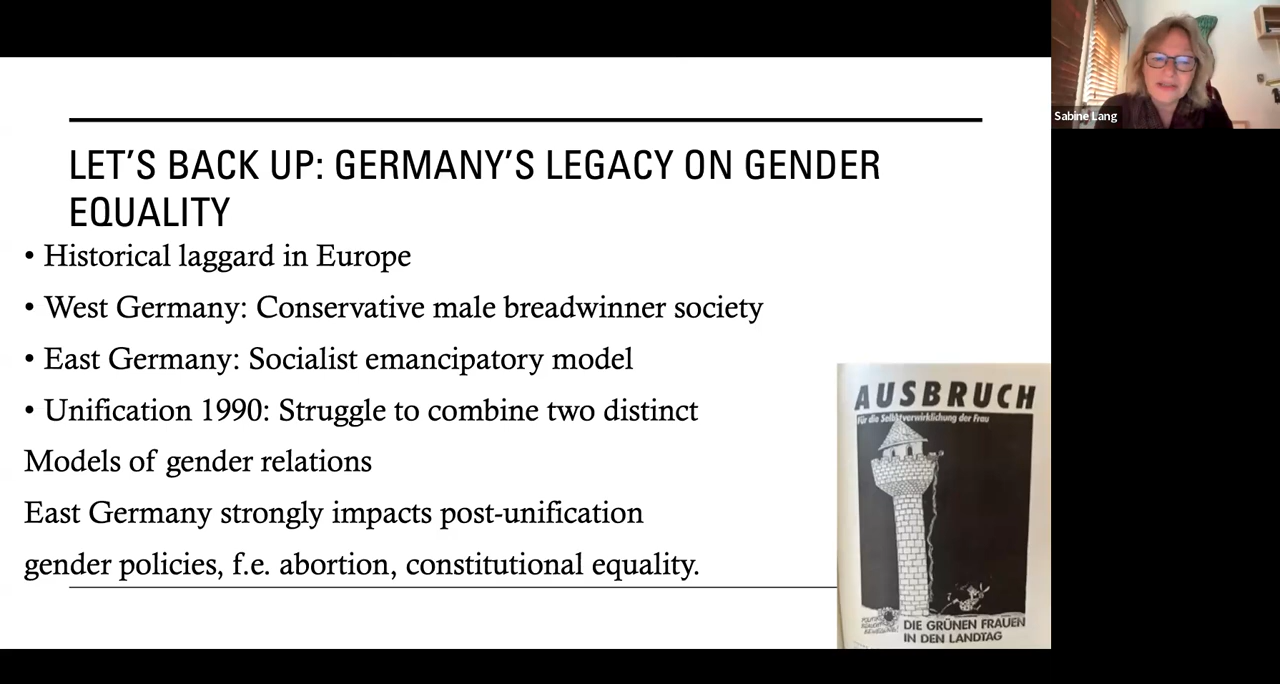 LET'S BACK UP: GERMANY'S LEGACY ON GENDER
EQUALITY
• Historical laggard in Europe
• West Germany: Conservative male breadwinner society
• East Germany: Socialist emancipatory model
• Unification 1990: Struggle to combine two distinct
Models of gender relations
East Germany strongly impacts post-unification
gender policies, f.e. abortion, constitutional equality.
AUSBRUCH
Für die Selbstverwirklichung der Frau
DIE GRÜNEN FRAUEN
IN DEN LANDTAG
Sabine Lang